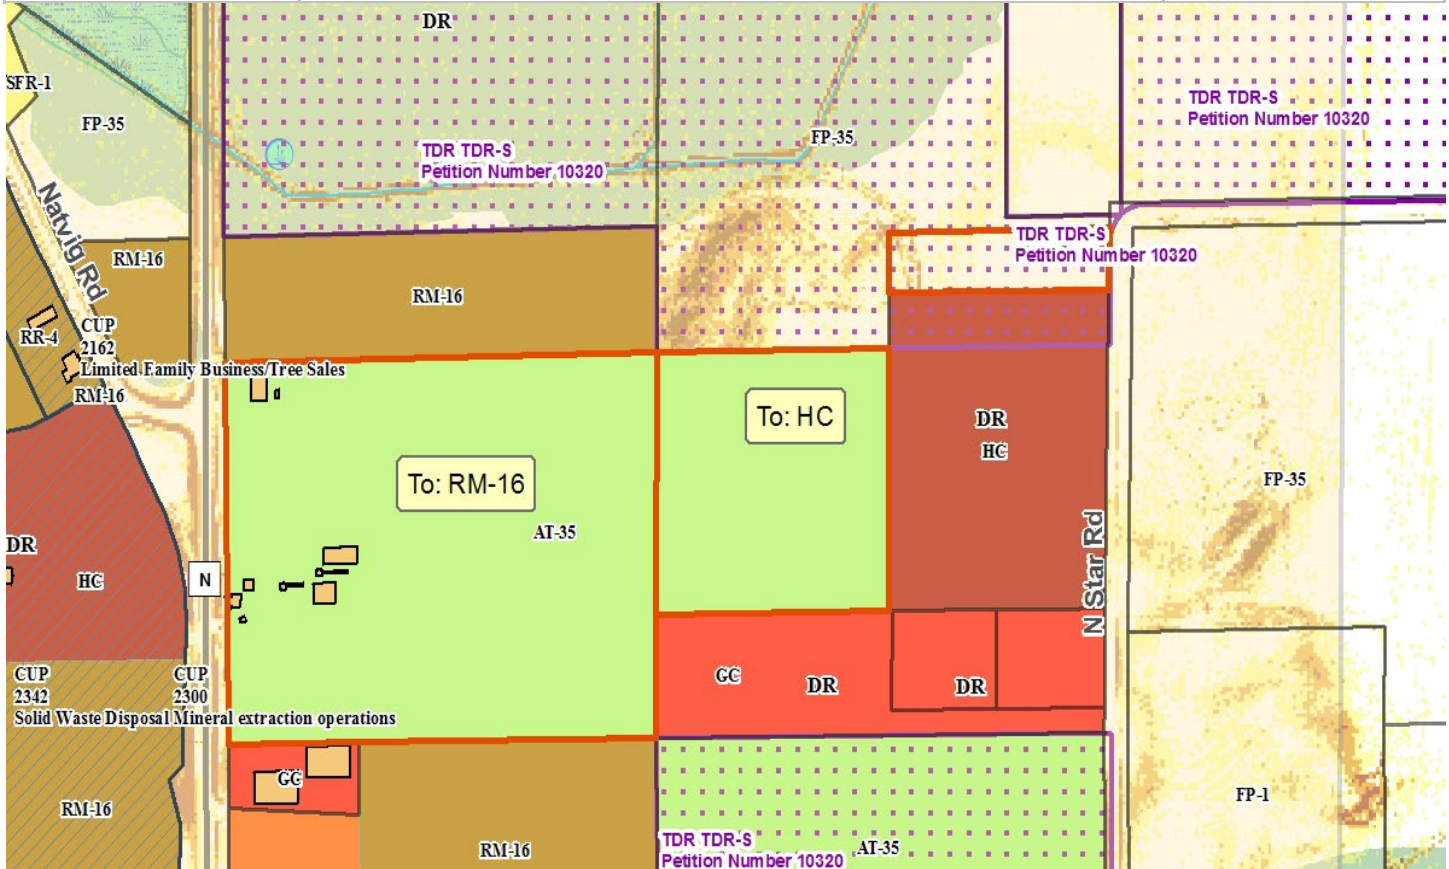 DR
SFR-1
TDR TDR-S
Petition Number 10320
FP-35
FP-35
TDR TDR-S
Petition Number 10320
Natvig Rd
RM-16
TDR TDR-S
Petition Number 10320
RM-16
RR-4
CUP
2162
Limited Family Business/Tree Sales
RM-16
To: HC
DR
HC
To: RM-16
FP-35
AT-35
DR
HC
N
N Star Rd
CUP
2342
CUP
2300
Solid Waste Disposal Mineral extraction operations
GC
DR
DR
GC
RM-16
FP-1
RM-16
TDR TDR-S
Petition Number 10320
AT-35